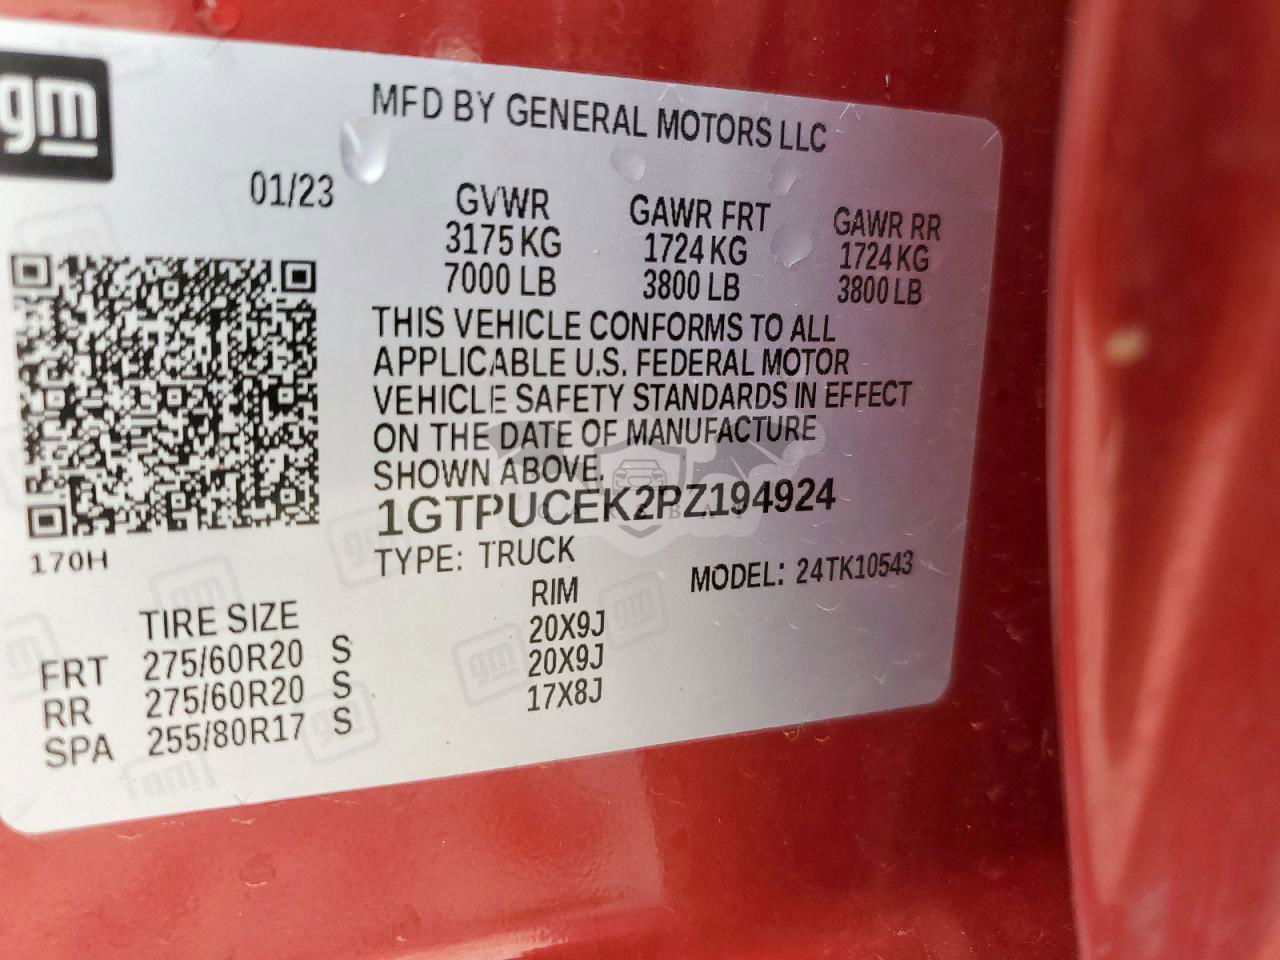 gm
MFD BY GENERAL MOTORS LLC
01/23
GVWR GAWR FRT GAWR RR
3175 KG 1724 KG 1724 KG
7000 LB 3800 LB 3800 LB
THIS VEHICLE CONFORMS TO ALL
APPLICABLE U.S. FEDERAL MOTOR
VEHICLE SAFETY STANDARDS IN EFFECT
ON THE DATE OF MANUFACTURE
SHOWN ABOVE.
1GTPUCEK2PZ194924
170H
TYPE: TRUCK MODEL: 24TK10543
TIRE SIZE RIM
FRT 275/60R20 S 20X9J
RR 275/60R20 S 20X9J
SPA 255/80R17 S 17X8J